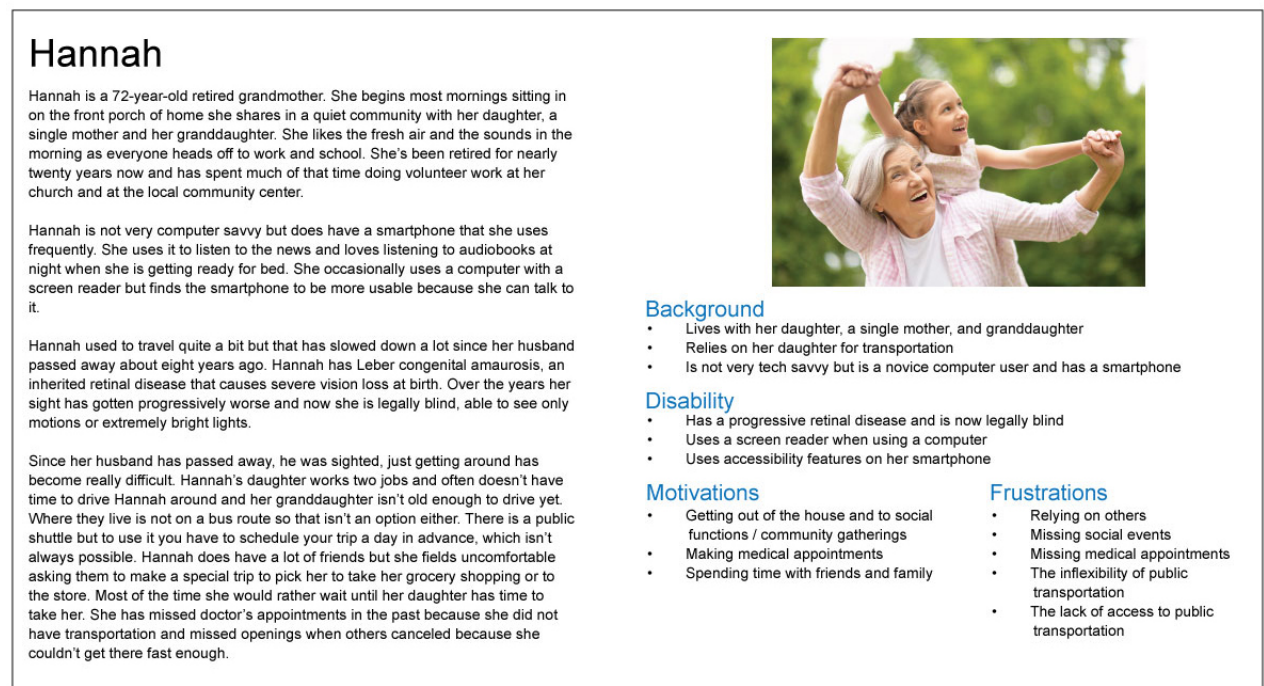 Hannah
Hannah is a 72-year-old retired grandmother. She begins most mornings sitting in
on the front porch of home she shares in a quiet community with her daughter, a
single mother and her granddaughter. She likes the fresh air and the sounds in the
morning as everyone heads off to work and school. She’s been retired for nearly
twenty years now and has spent much of that time doing volunteer work at her
church and at the local community center.
Hannah is not very computer savvy but does have a smartphone that she uses
frequently. She uses it to listen to the news and loves listening to audiobooks at
night when she is getting ready for bed. She occasionally uses a computer with a
screen reader but finds the smartphone to be more usable because she can talk to
it.
Hannah used to travel quite a bit but that has slowed down a lot since her husband
passed away about eight years ago. Hannah has Leber congenital amaurosis, an
inherited retinal disease that causes severe vision loss at birth. Over the years her
sight has gotten progressively worse and now she is legally blind, able to see only
motions or extremely bright lights.
Since her husband has passed away, he was sighted, just getting around has
become really difficult. Hannah’s daughter works two jobs and often doesn’t have
time to drive Hannah around and her granddaughter isn’t old enough to drive yet.
Where they live is not on a bus route so that isn’t an option either. There is a public
shuttle but to use it you have to schedule your trip a day in advance, which isn’t
always possible. Hannah does have a lot of friends but she fields uncomfortable
asking them to make a special trip to pick her to take her grocery shopping or to
the store. Most of the time she would rather wait until her daughter has time to
take her. She has missed doctor’s appointments in the past because she did not
have transportation and missed openings when others canceled because she
couldn’t get there fast enough.
Background
• Lives with her daughter, a single mother, and granddaughter
• Relies on her daughter for transportation
• Is not very tech savvy but is a novice computer user and has a smartphone
Disability
• Has a progressive retinal disease and is now legally blind
• Uses a screen reader when using a computer
• Uses accessibility features on her smartphone
Motivations
• Getting out of the house and to social
functions / community gatherings
• Making medical appointments
• Spending time with friends and family
Frustrations
• Relying on others
• Missing social events
• Missing medical appointments
• The inflexibility of public
transportation
• The lack of access to public
transportation